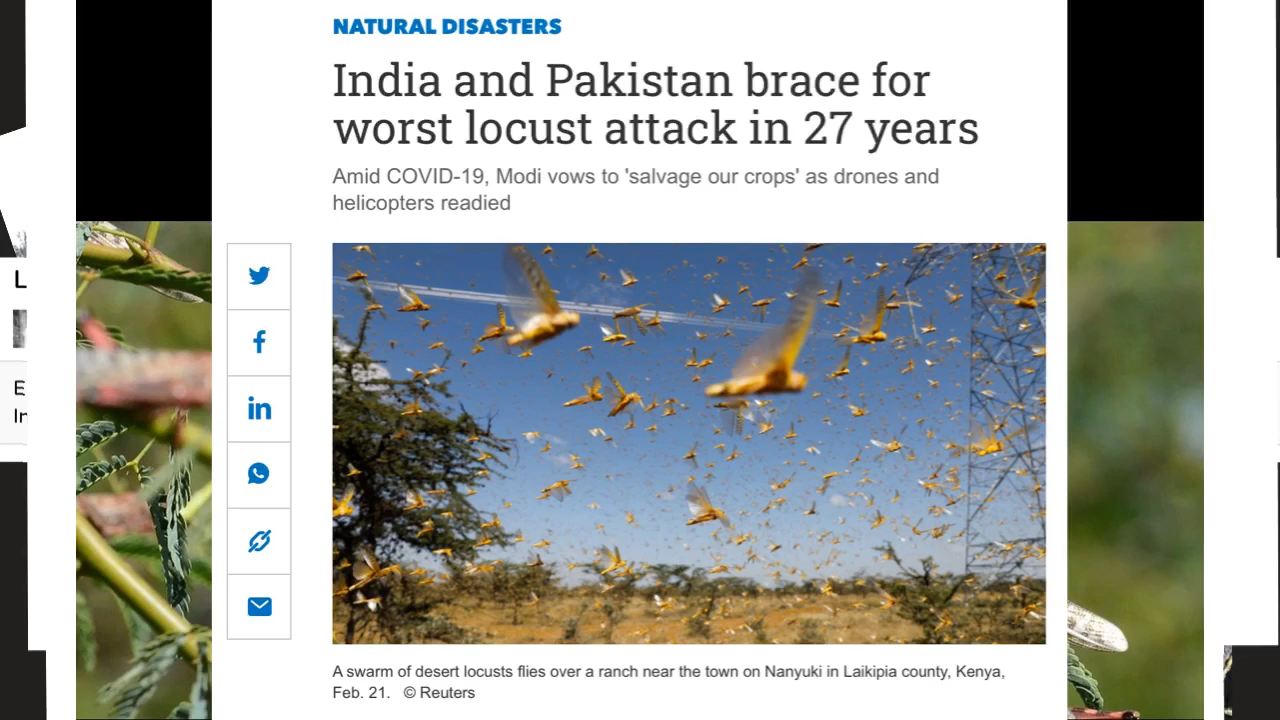 NATURAL DISASTERS
India and Pakistan brace for
worst locust attack in 27 years
Amid COVID-19, Modi vows to 'salvage our crops' as drones and
helicopters readied
A swarm of desert locusts flies over a ranch near the town on Nanyuki in Laikipia county, Kenya,
Feb. 21. © Reuters
L
E
In